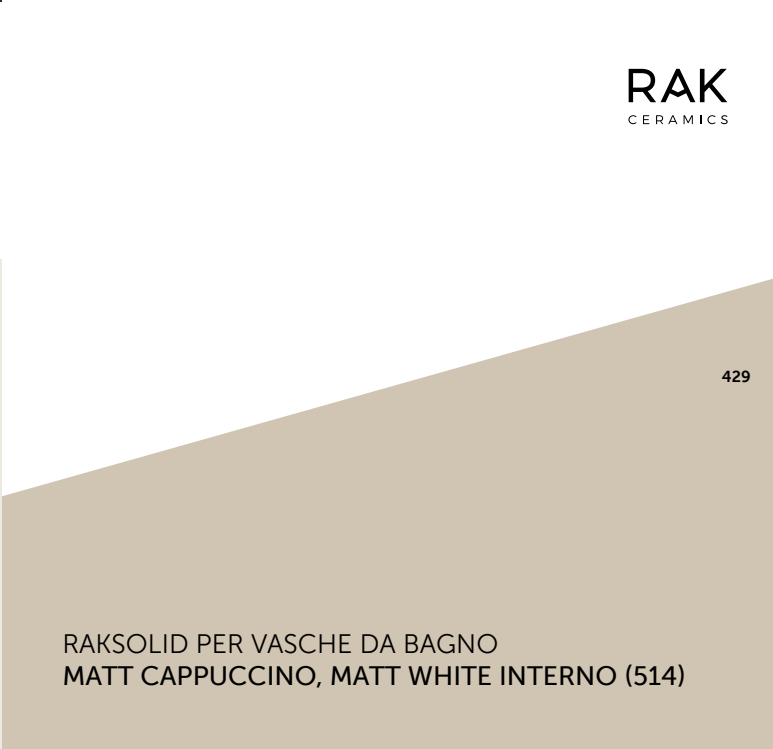 RAK
CERAMICS
429
RAKSOLID PER VASCHE DA BAGNO
MATT CAPPUCCINO, MATT WHITE INTERNO (514)